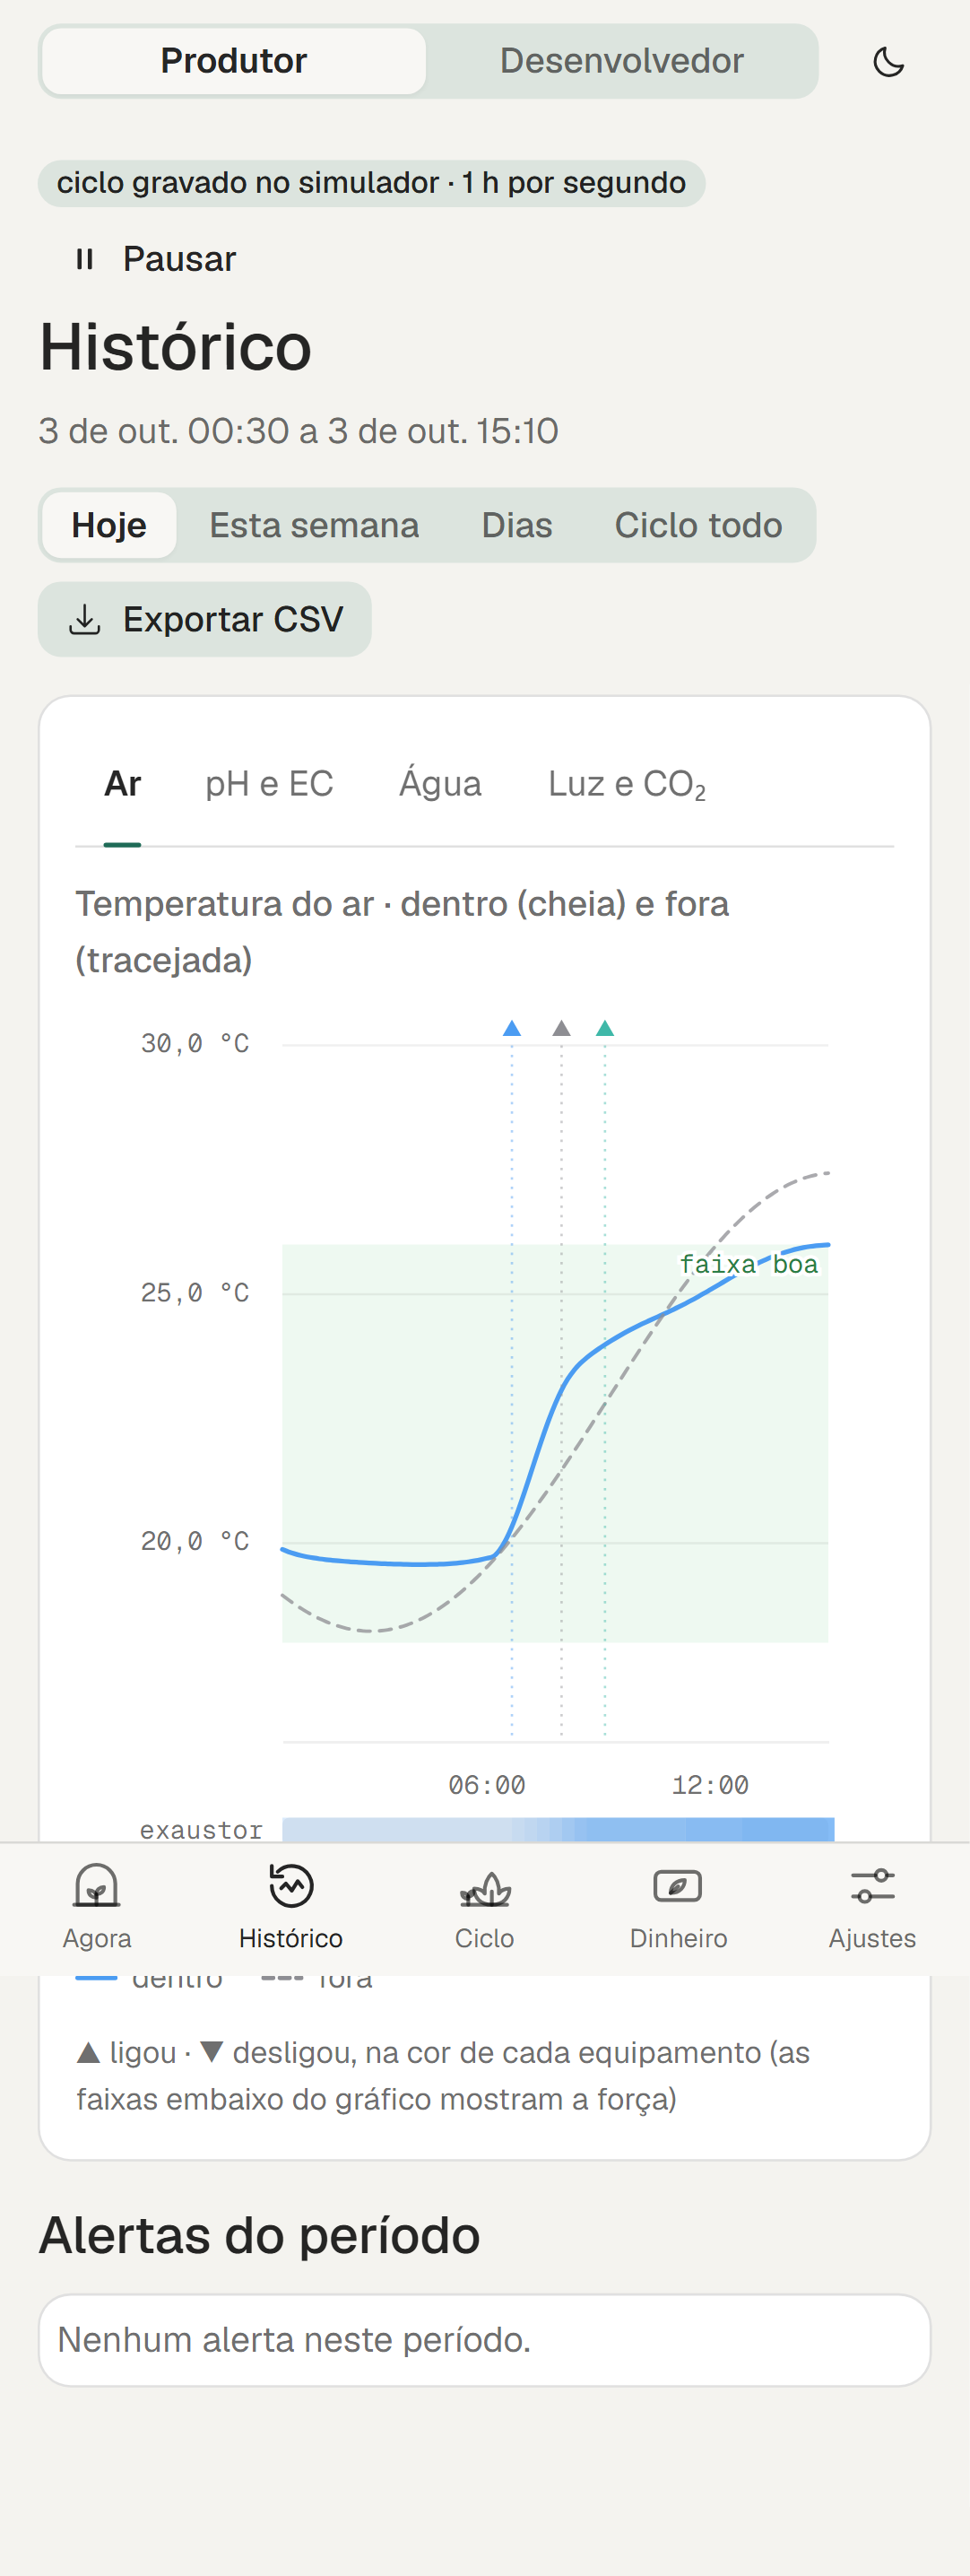 Produtor
Desenvolvedor
ciclo gravado no simulador · 1 h por segundo
Pausar
Histórico
3 de out. 00:30 a 3 de out. 15:10
Hoje
Esta semana
Dias
Ciclo todo
Exportar CSV
Ar
pH e EC
Água
Luz e CO₂
Temperatura do ar · dentro (cheia) e fora
(tracejada)
30,0 °C
faixa boa
25,0 °C
20,0 °C
06:00
12:00
exaustor
Agora
Histórico
Ciclo
Dinheiro
Ajustes
dentro
fora
▲ ligou · ▼ desligou, na cor de cada equipamento (as
faixas embaixo do gráfico mostram a força)
Alertas do período
Nenhum alerta neste período.